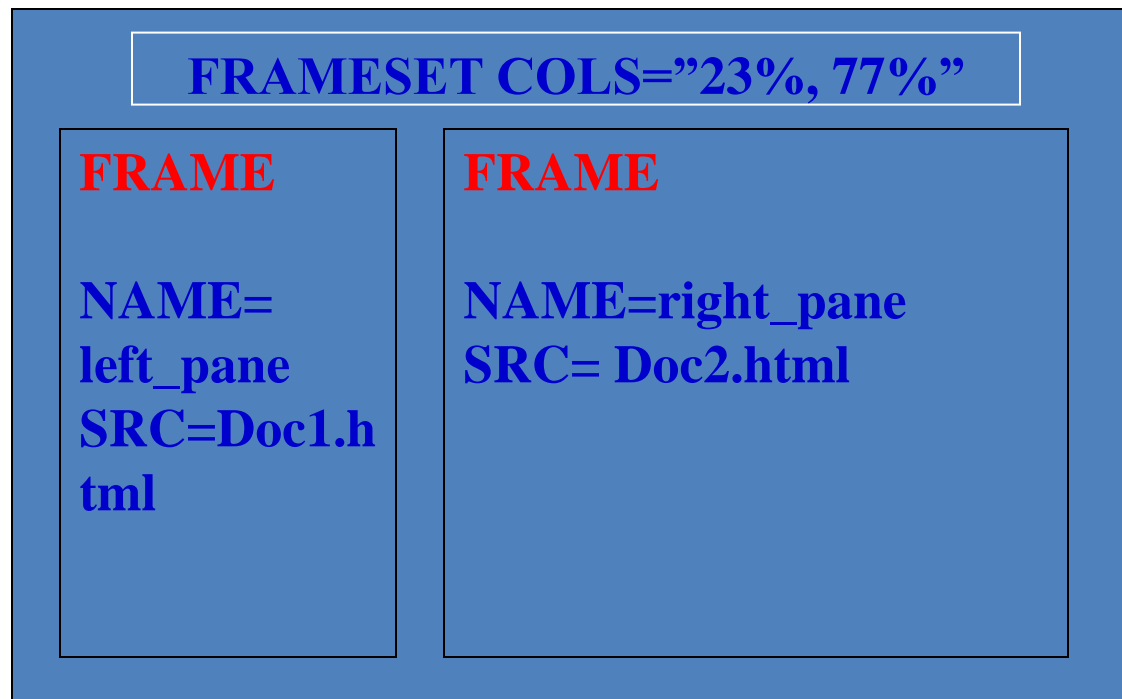 FRAMESET COLS=”23%, 77%”
FRAME
NAME=
left_pane
SRC=Doc1.h
tml
FRAME
NAME=right_pane
SRC= Doc2.html